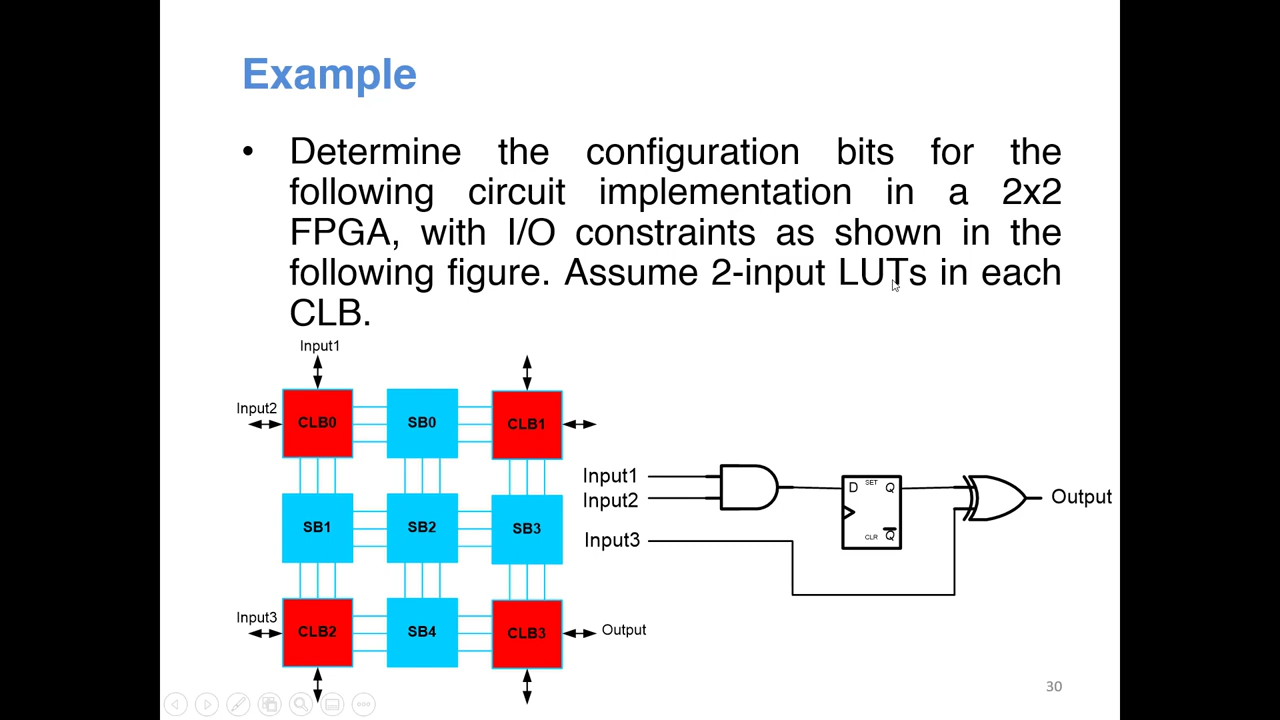 Example
• Determine the configuration bits for the
following circuit implementation in a 2x2
FPGA, with I/O constraints as shown in the
following figure. Assume 2-input LUTs in each
CLB.
Input1
Input2
CLB0
SB0
CLB1
SB1
SB2
SB3
Input3
CLB2
SB4
CLB3
Output
Input1
Input2
Input3
D
SET
Q
CLR
Q
Output
30